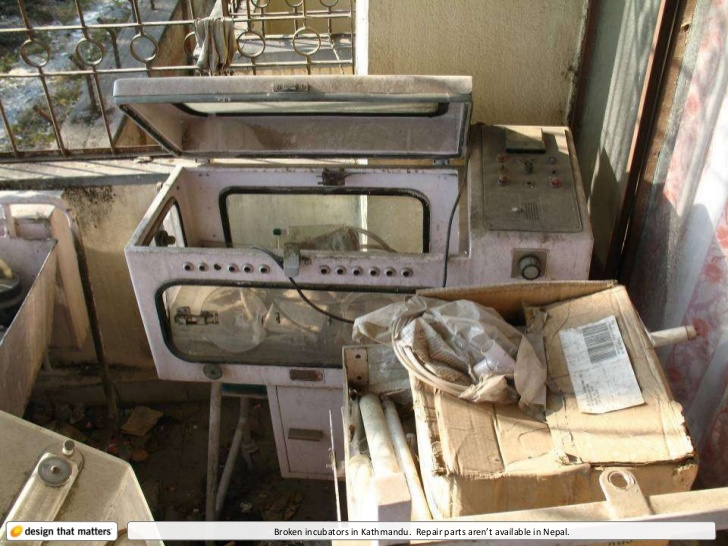 design that matters
Broken incubators in Kathmandu. Repair parts aren't available in Nepal.